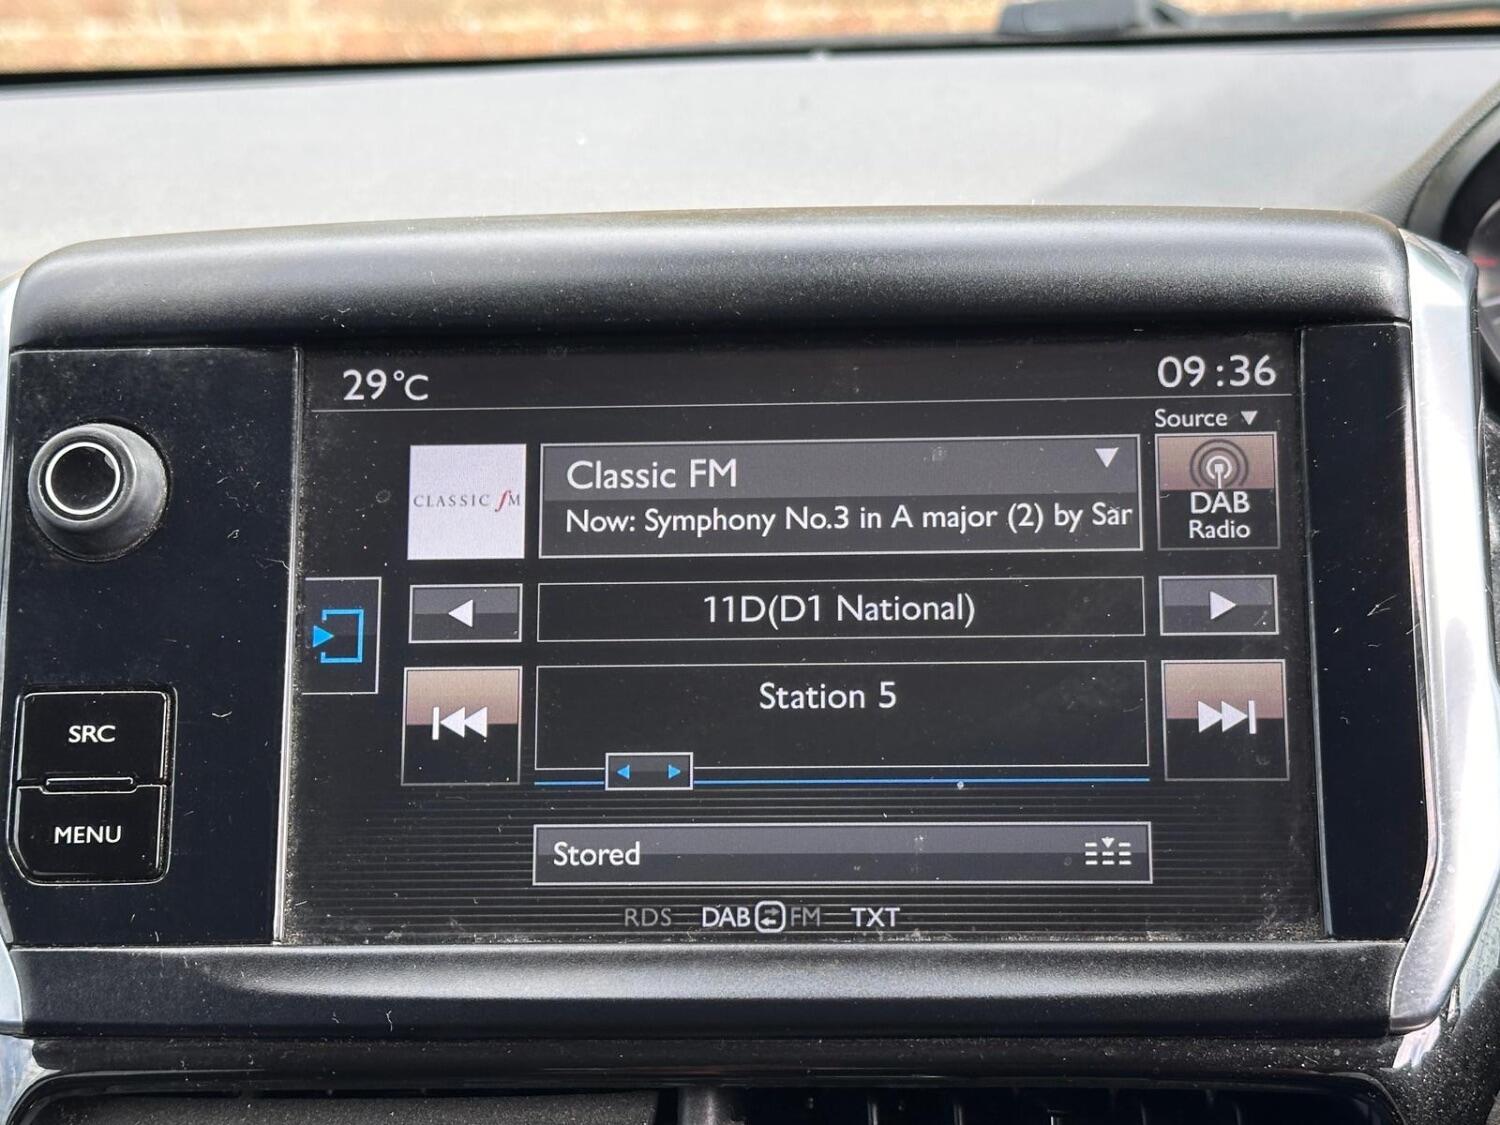 29°C
09:36
Source ▼
CLASSIC fM
Classic FM
Now: Symphony No.3 in A major (2) by Sar
DAB
Radio
11D(D1 National)
Station 5
SRC
MENU
Stored
RDS DAB FM TXT